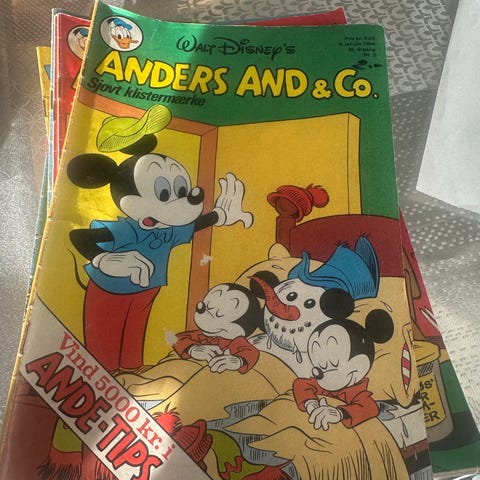 WALT DISNEY'S
ANDERS AND & Co.
Sjovt klistermærke
Vind 5000 kr. i
ANDE-TIPS